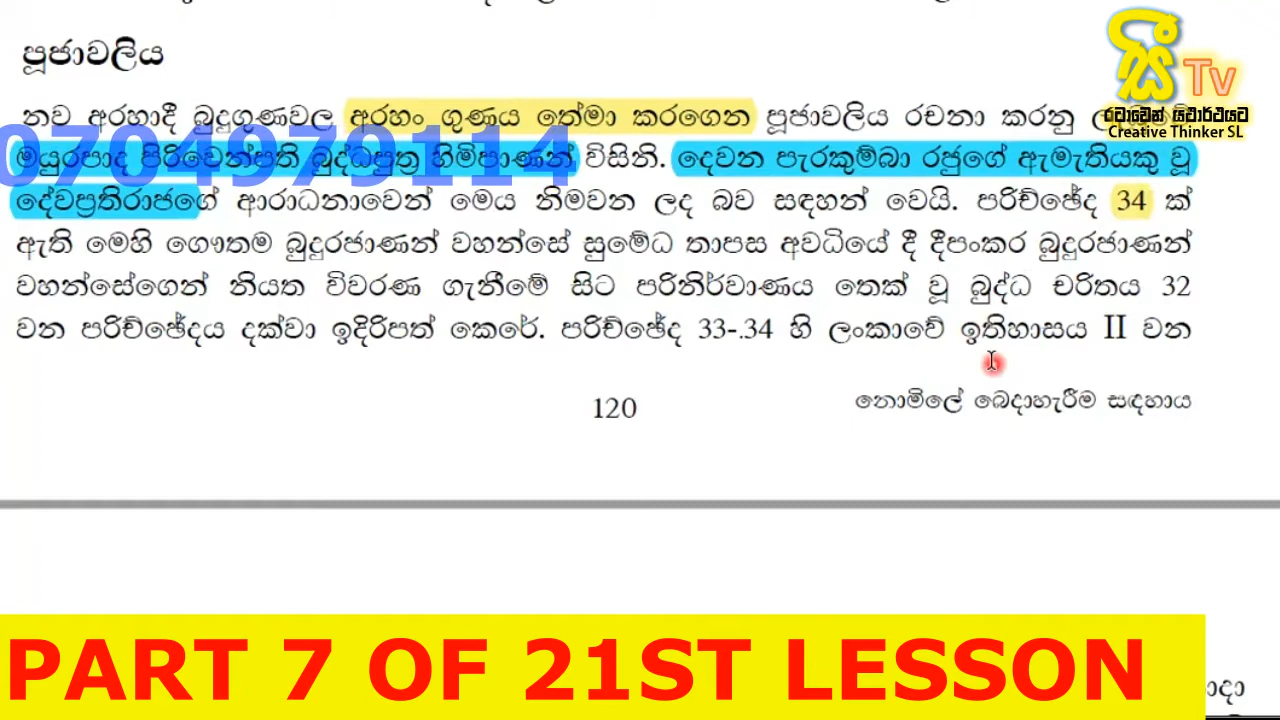 පූජාවලිය
නව අරහාදී බුදුගුණවල අරහං ගුණය තේමා කරගෙන පූජාවලිය රචනා කරනු
මයුරපාද පිරිවෙන්පති බුද්ධපුත්‍ර හිමිපාණන් විසිනි. දෙවන පැරකුම්බා රජුගේ ඇමැතියකු වූ
දේවප්‍රතිරාජගේ ආරාධනාවෙන් මෙය නිමවන ලද බව සඳහන් වෙයි. පරිච්ඡේද 34 ක්
ඇති මෙහි ගෞතම බුදුරජාණන් වහන්සේ සුමේධ තාපස අවධියේ දී දීපංකර බුදුරජාණන්
වහන්සේගෙන් නියත විවරණ ගැනීමේ සිට පරිනිර්වාණය තෙක් වූ බුද්ධ චරිතය 32
වන පරිච්ඡේදය දක්වා ඉදිරිපත් කෙරේ. පරිච්ඡේද 33-.34 හි ලංකාවේ ඉතිහාසය II වන
120
නොමිලේ බෙදාහැරීම සඳහාය
0704979114
සී Tv
ටොවෙන් යථාර්ථයට
Creative Thinker SL
PART 7 OF 21ST LESSON